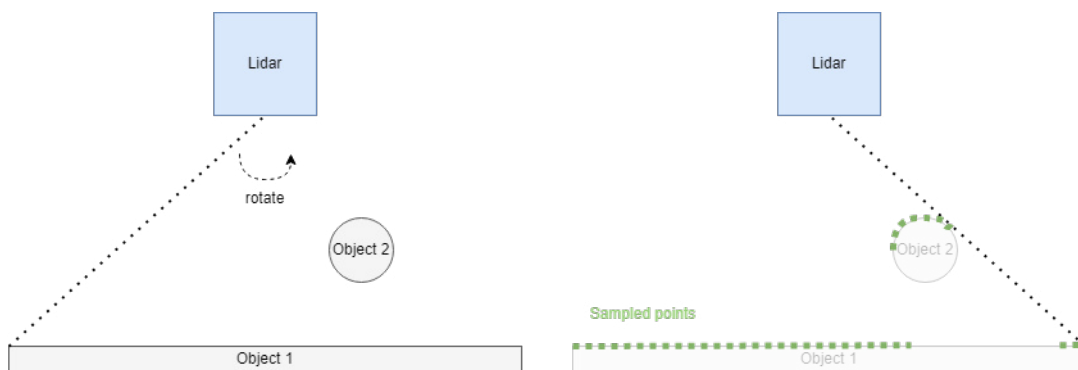 Lidar
rotate
Object 2
Object 1
Lidar
Object 2
Sampled points
Object 1